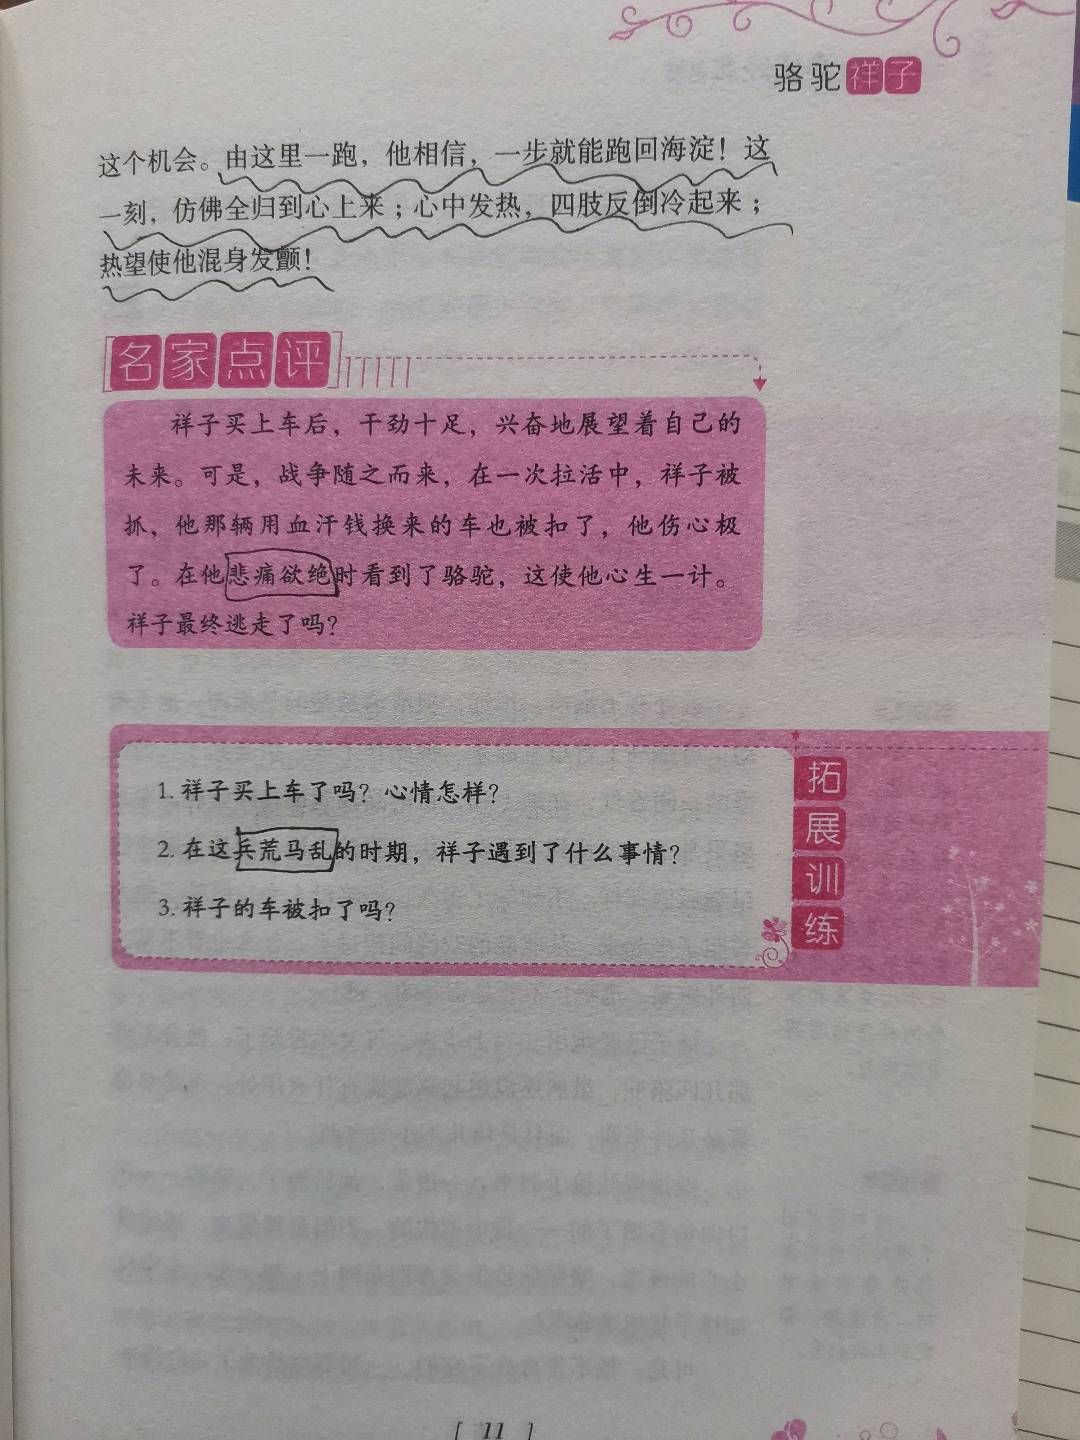 骆驼祥子
这个机会。由这里一跑，他相信，一步就能跑回海淀！这
一刻，仿佛全归到心上来；心中发热，四肢反倒冷起来；
热望使他混身发颤！
名家点评
祥子买上车后，干劲十足，兴奋地展望着自己的
未来。可是，战争随之而来，在一次拉活中，祥子被
抓，他那辆用血汗钱换来的车也被扣了，他伤心极
了。在他悲痛欲绝时看到了骆驼，这使他心生一计。
祥子最终逃走了吗？
1. 祥子买上车了吗？心情怎样？
2. 在这兵荒马乱的时期，祥子遇到了什么事情？
3. 祥子的车被扣了吗？
拓
展
训
练
[ 11 ]